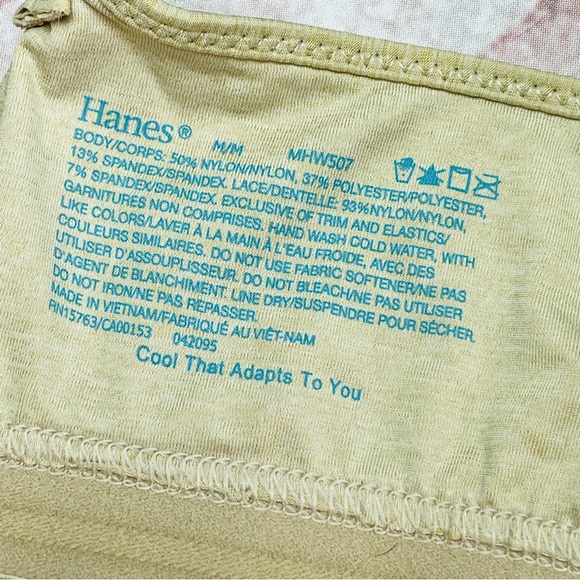 Hanes® M/M MHW507
BODY/CORPS: 50% NYLON/NYLON, 37% POLYESTER/POLYESTER,
13% SPANDEX/SPANDEX. LACE/DENTELLE: 93%NYLON/NYLON,
7% SPANDEX/SPANDEX. EXCLUSIVE OF TRIM AND ELASTICS/
GARNITURES NON COMPRISES. HAND WASH COLD WATER, WITH
LIKE COLORS/LAVER À LA MAIN À L'EAU FROIDE, AVEC DES
COULEURS SIMILAIRES. DO NOT USE FABRIC SOFTENER/NE PAS
UTILISER D'ASSOUPLISSEUR. DO NOT BLEACH/NE PAS UTILISER
D'AGENT DE BLANCHIMENT. LINE DRY/SUSPENDRE POUR SÉCHER.
DO NOT IRON/NE PAS REPASSER.
MADE IN VIETNAM/FABRIQUÉ AU VIÊT-NAM
RN15763/CA00153 042095
Cool That Adapts To You